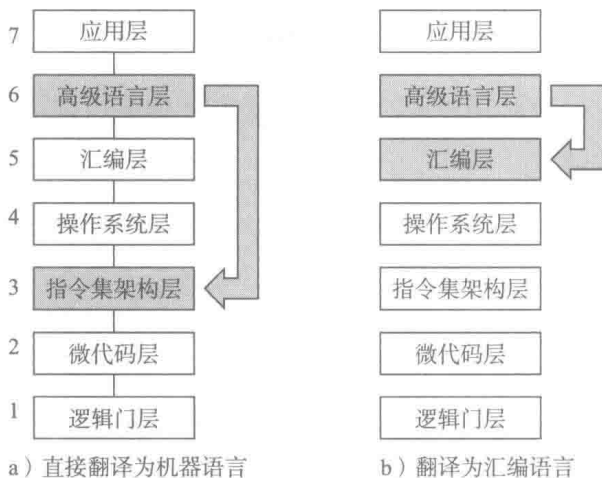 7 应用层 应用层
6 高级语言层 高级语言层
5 汇编层 汇编层
4 操作系统层 操作系统层
3 指令集架构层 指令集架构层
2 微代码层 微代码层
1 逻辑门层 逻辑门层
a）直接翻译为机器语言 b）翻译为汇编语言